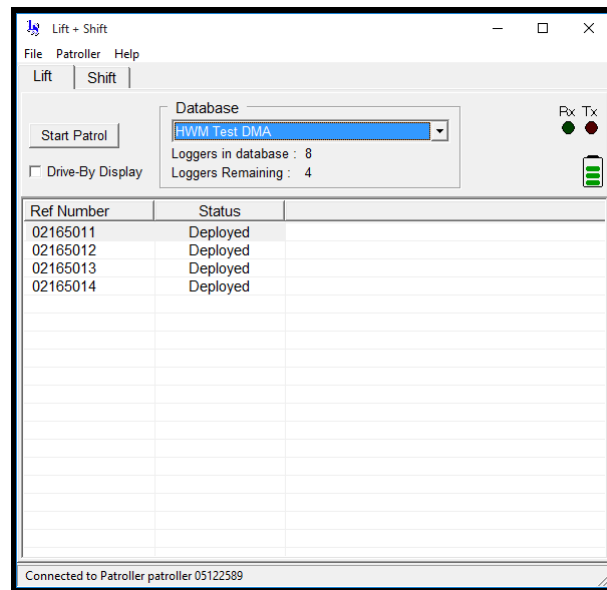 Lift + Shift
File Patroller Help
Lift Shift
Database
Rx Tx
HWM Test DMA
Start Patrol
Loggers in database : 8
Drive-By Display
Loggers Remaining : 4
Ref Number Status
02165011 Deployed
02165012 Deployed
02165013 Deployed
02165014 Deployed
Connected to Patroller patroller 05122589